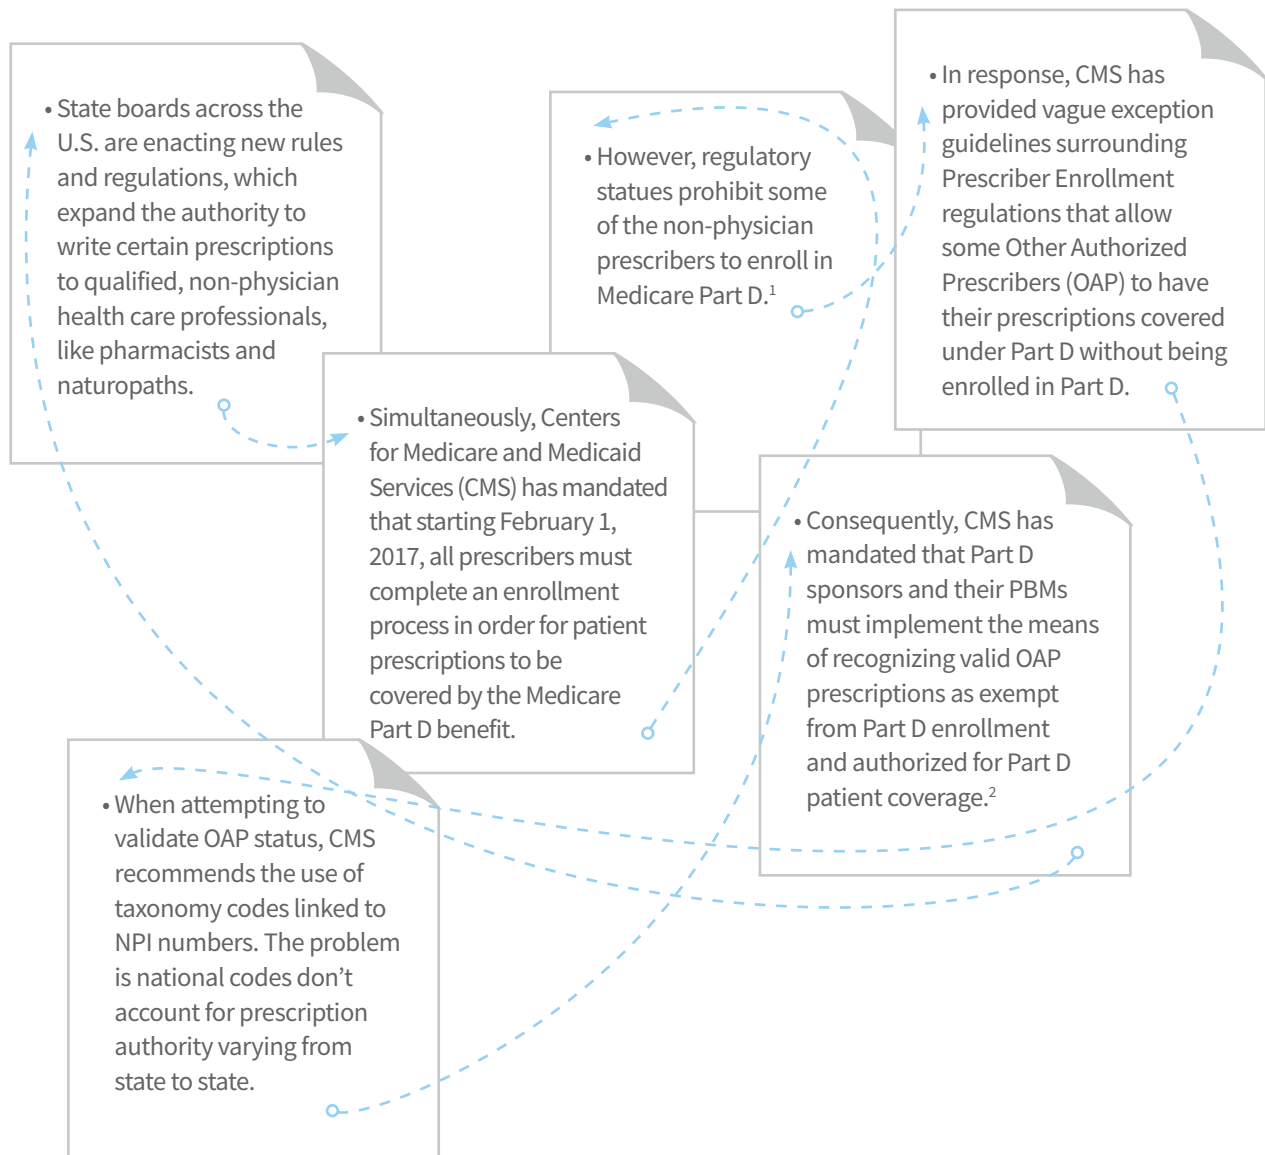 • State boards across the
U.S. are enacting new rules
and regulations, which
expand the authority to
write certain prescriptions
to qualified, non-physician
health care professionals,
like pharmacists and
naturopaths.
• Simultaneously, Centers
for Medicare and Medicaid
Services (CMS) has mandated
that starting February 1,
2017, all prescribers must
complete an enrollment
process in order for patient
prescriptions to be
covered by the Medicare
Part D benefit.
• However, regulatory
statues prohibit some
of the non-physician
prescribers to enroll in
Medicare Part D.¹
• In response, CMS has
provided vague exception
guidelines surrounding
Prescriber Enrollment
regulations that allow
some Other Authorized
Prescribers (OAP) to have
their prescriptions covered
under Part D without being
enrolled in Part D.
• When attempting to
validate OAP status, CMS
recommends the use of
taxonomy codes linked to
NPI numbers. The problem
is national codes don’t
account for prescription
authority varying from
state to state.
• Consequently, CMS has
mandated that Part D
sponsors and their PBMs
must implement the means
of recognizing valid OAP
prescriptions as exempt
from Part D enrollment
and authorized for Part D
patient coverage.²